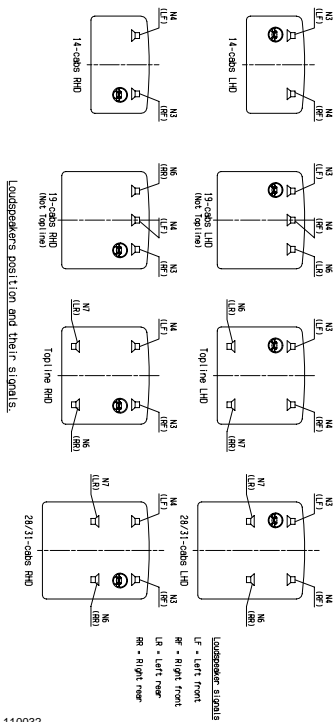 N3
(LF)
N4
(RF)
14-cabs LHD
N3
(LF)
N4
(RF)
N6
(LR)
19-cabs LHD
(Not Topline)
N3
(LF)
N4
(RF)
N6
(LR)
N7
(RR)
Topline LHD
N3
(LF)
N4
(RF)
N7
(LR)
N6
(RR)
28/31-cabs LHD
Loudspeaker signals
LF = Left front
RF = Right front
LR = Left rear
RR = Right rear
N4
(LF)
N3
(RF)
14-cabs RHD
N6
(RR)
N4
(LF)
N3
(RF)
19-cabs RHD
(Not Topline)
N4
(LF)
N3
(RF)
N7
(LR)
N6
(RR)
Topline RHD
N4
(LF)
N3
(RF)
N7
(LR)
N6
(RR)
28/31-cabs RHD
Loudspeakers position and their signals.
110032